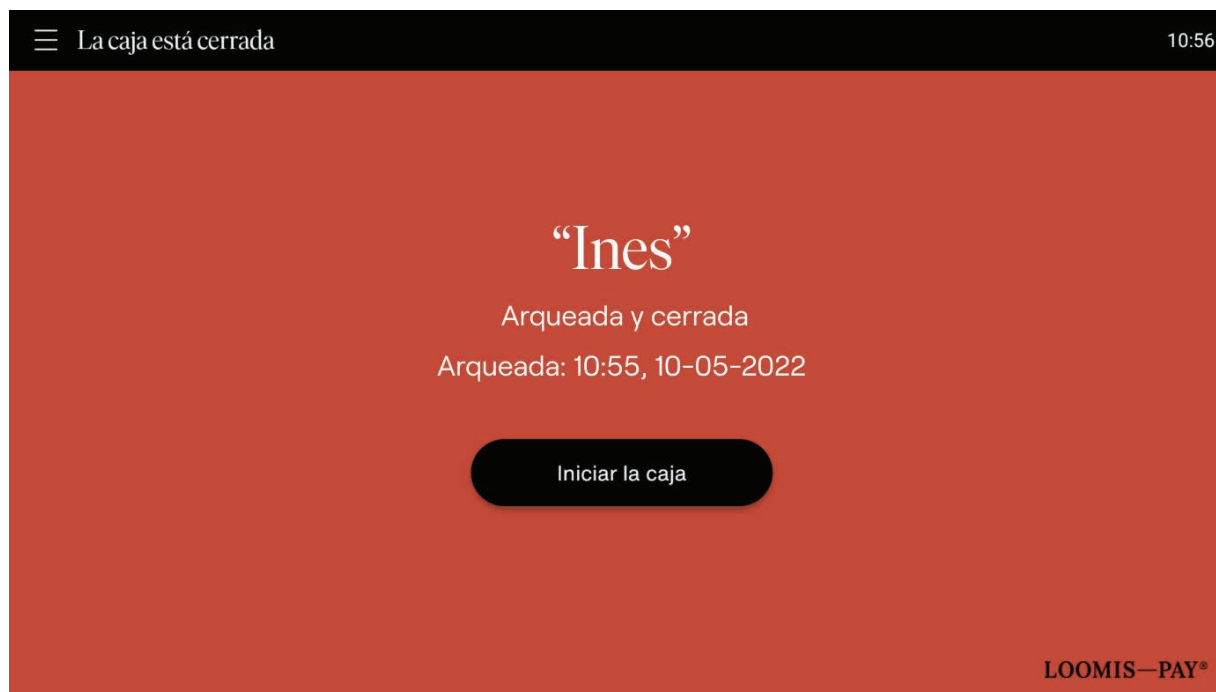 La caja está cerrada
10:56
“Ines”
Arqueada y cerrada
Arqueada: 10:55, 10-05-2022
Iniciar la caja
LOOMIS—PAY®